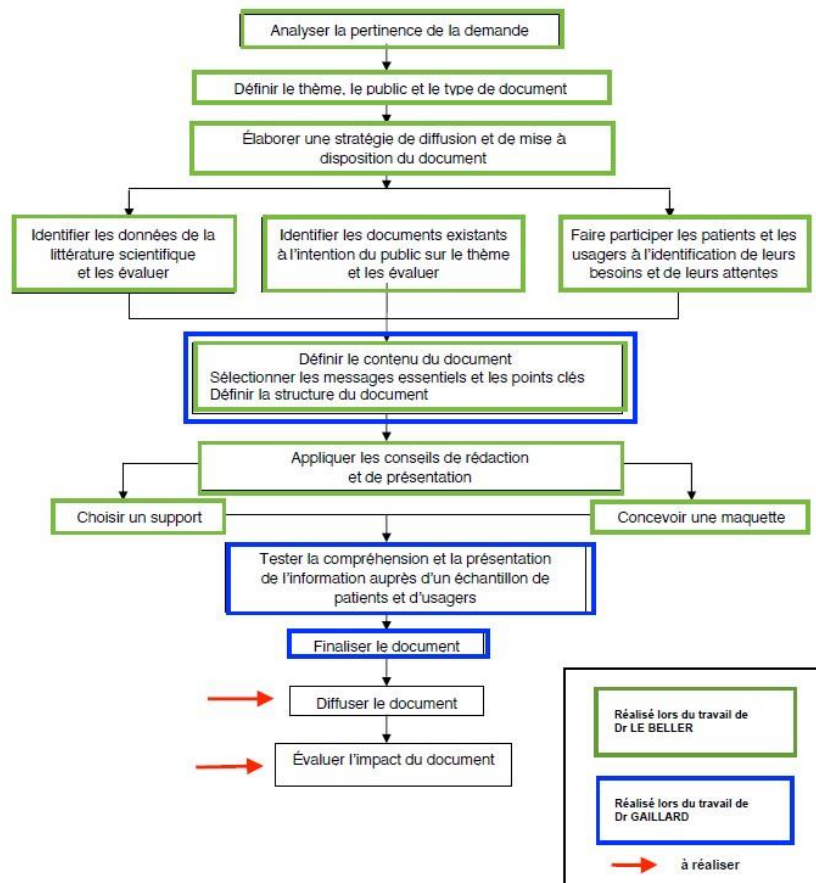 Analyser la pertinence de la demande
Définir le thème, le public et le type de document
Élaborer une stratégie de diffusion et de mise à
disposition du document
Identifier les données de la
littérature scientifique
et les évaluer
Identifier les documents existants
à l'intention du public sur le thème
et les évaluer
Faire participer les patients et les
usagers à l'identification de leurs
besoins et de leurs attentes
Définir le contenu du document
Sélectionner les messages essentiels et les points clés
Définir la structure du document
Appliquer les conseils de rédaction
et de présentation
Choisir un support
Concevoir une maquette
Tester la compréhension et la présentation
de l'information auprès d'un échantillon de
patients et d'usagers
Finaliser le document
Diffuser le document
Évaluer l'impact du document
Réalisé lors du travail de
Dr LE BELLER
Réalisé lors du travail de
Dr GAILLARD
à réaliser